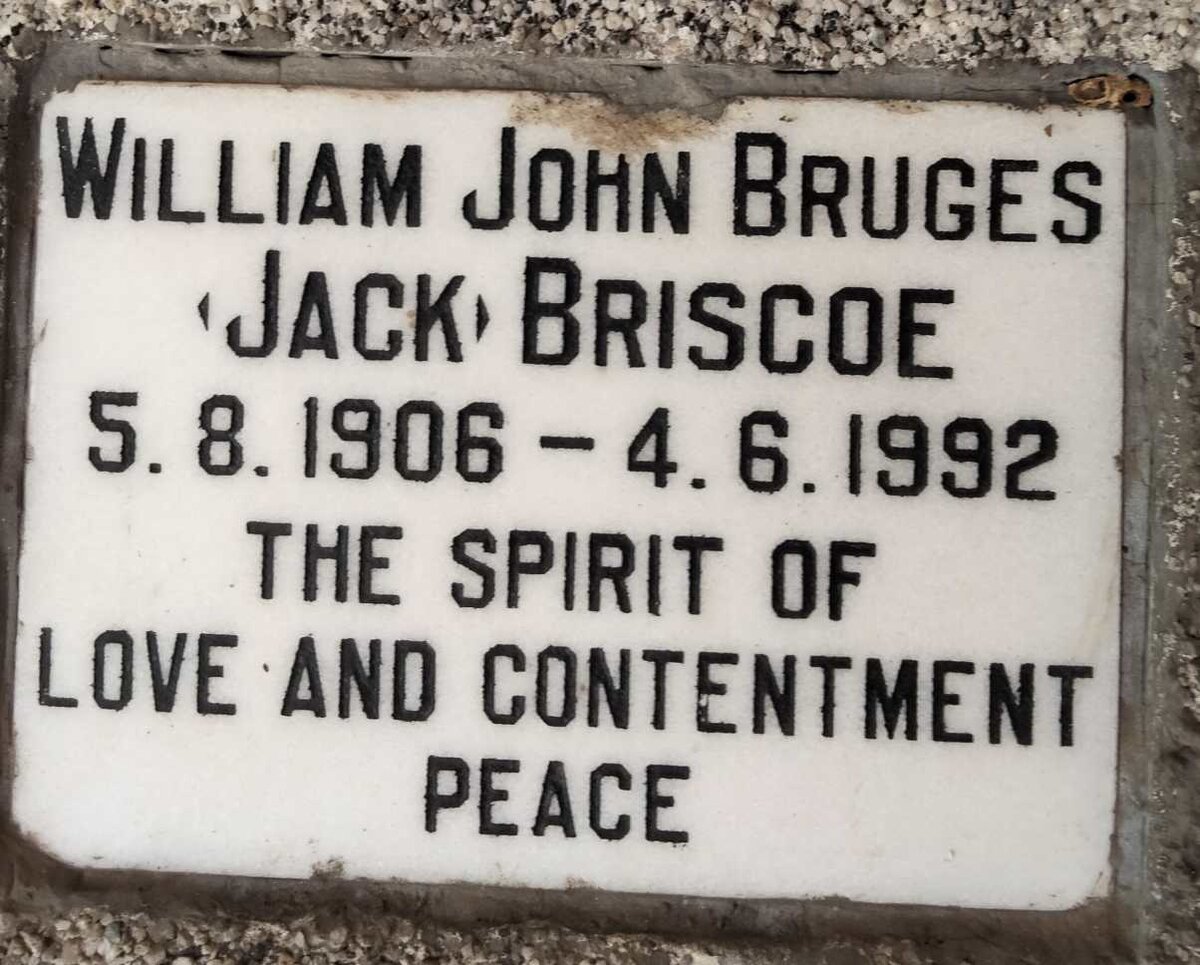 WILLIAM JOHN BRUGES
(JACK) BRISCOE
5.8.1906 - 4.6.1992
THE SPIRIT OF
LOVE AND CONTENTMENT
PEACE